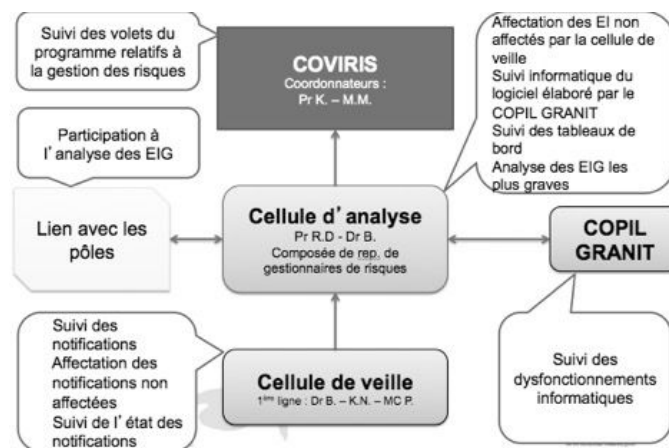 Suivi des volets du
programme relatifs à
la gestion des risques
COVIRIS
Coordonnateurs :
Pr K. – M.M.
Affectation des EI non
affectés par la cellule de
veille
Suivi informatique du
logiciel élaboré par le
COPIL GRANIT
Suivi des tableaux de
bord
Analyse des EIG les
plus graves
Participation à
l'analyse des EIG
Lien avec les
pôles
Cellule d'analyse
Pr R.D - Dr B.
Composée de rep. de
gestionnaires de risques
COPIL
GRANIT
Suivi des
notifications
Affectation des
notifications non
affectées
Suivi de l'état des
notifications
Cellule de veille
1ère ligne : Dr B. – K.N. – MC P.
Suivi des
dysfonctionnements
informatiques